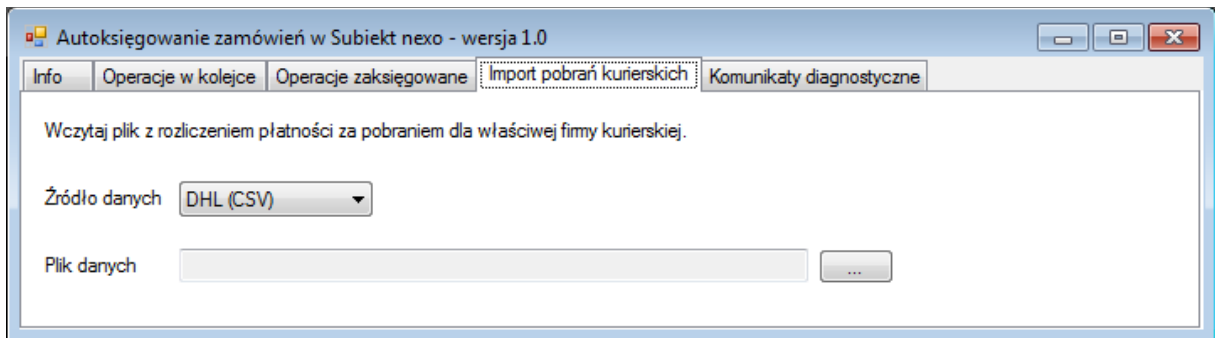 Autoksięgowanie zamówień w Subiekt nexo - wersja 1.0
Info Operacje w kolejce Operacje zaksięgowane Import pobrań kurierskich Komunikaty diagnostyczne
Wczytaj plik z rozliczeniem płatności za pobraniem dla właściwej firmy kurierskiej.
Źródło danych DHL (CSV)
Plik danych ...